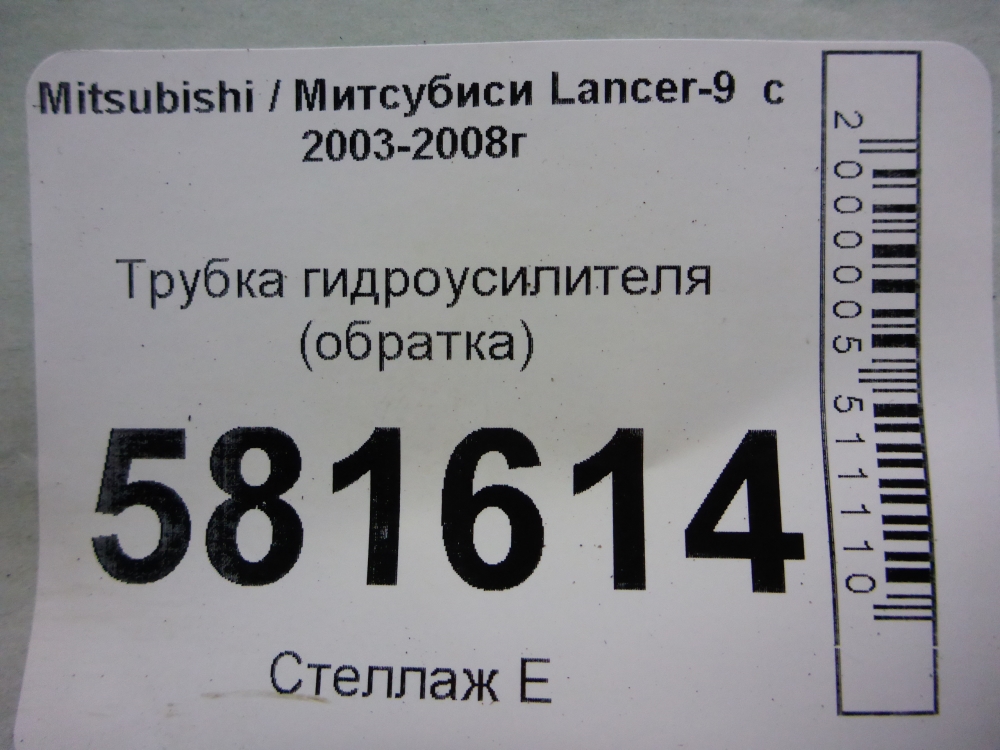 Mitsubishi / Митсубиси Lancer-9 с
2003-2008г
Трубка гидроусилителя
(обратка)
581614
Стеллаж Е
2000005511110